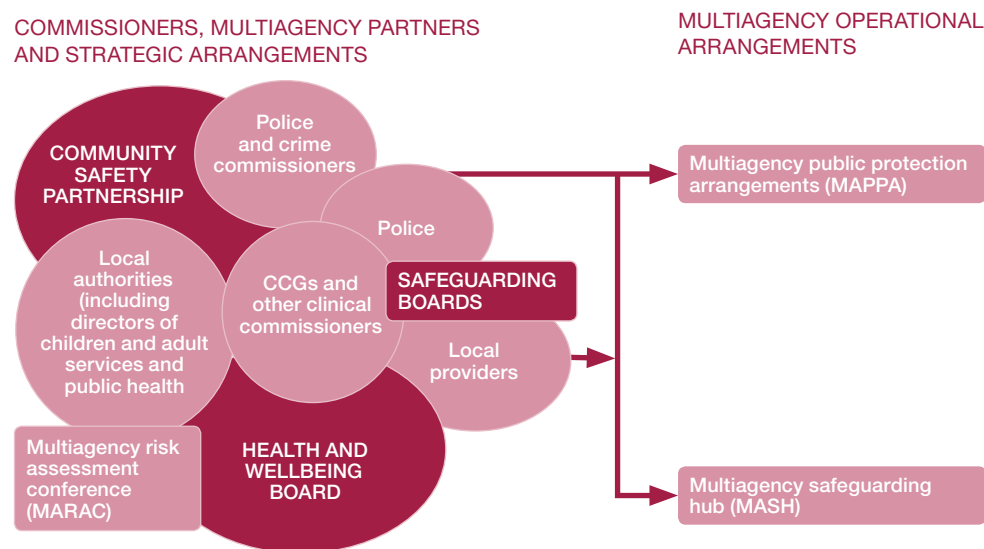 COMMISSIONERS, MULTIAGENCY PARTNERS
AND STRATEGIC ARRANGEMENTS
MULTIAGENCY OPERATIONAL
ARRANGEMENTS
COMMUNITY
SAFETY
PARTNERSHIP
Police
and crime
commissioners
Police
Local
authorities
(including
directors of
children and adult
services and
public health
CCGs and
other clinical
commissioners
SAFEGUARDING
BOARDS
Local
providers
Multiagency risk
assessment
conference
(MARAC)
HEALTH AND
WELLBEING
BOARD
Multiagency public protection
arrangements (MAPPA)
Multiagency safeguarding
hub (MASH)